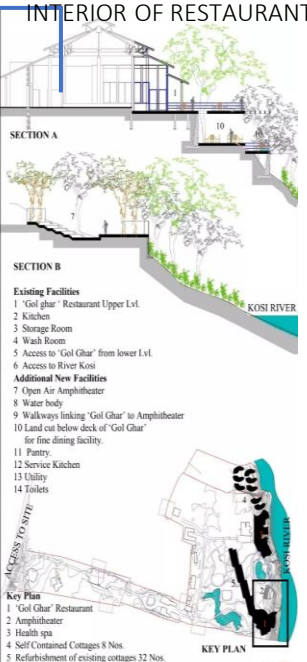 INTERIOR OF RESTAURANT
1
10
SECTION A
7
SECTION B
KOSI RIVER
Existing Facilities
1 'Gol ghar ' Restaurant Upper Lvl.
2 Kitchen
3 Storage Room
4 Wash Room
5 Access to 'Gol Ghar' from lower Lvl.
6 Access to River Kosi
Additional New Facilities
7 Open Air Amphitheater
8 Water body
9 Walkways linking 'Gol Ghar' to Amphitheater
10 Land cut below deck of 'Gol Ghar'
for fine dining facility.
11 Pantry.
12 Service Kitchen
13 Utility
14 Toilets
ACCESS TO SITE
4
5
2
KOSI RIVER
Key Plan
1 'Gol Ghar' Restaurant
2 Amphitheater
3 Health spa
4 Self Contained Cottages 8 Nos.
5 Refurbishment of existing cottages 32 Nos.
KEY PLAN